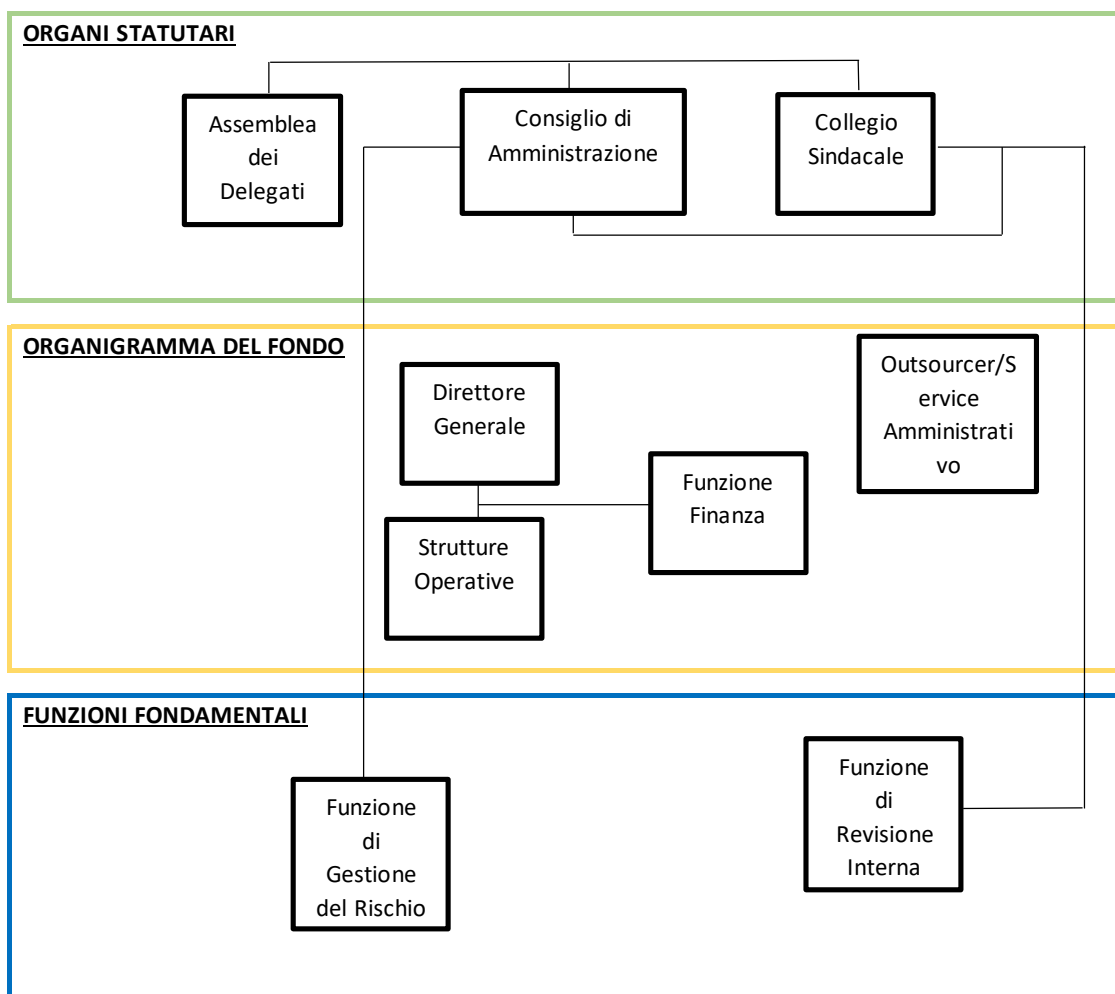 ORGANI STATUTARI
Assemblea
dei
Delegati
Consiglio di
Amministrazione
Collegio
Sindacale
ORGANIGRAMMA DEL FONDO
Direttore
Generale
Outsourcer/S
ervice
Amministrati
vo
Funzione
Finanza
Strutture
Operative
FUNZIONI FONDAMENTALI
Funzione
di
Gestione
del Rischio
Funzione
di
Revisione
Interna